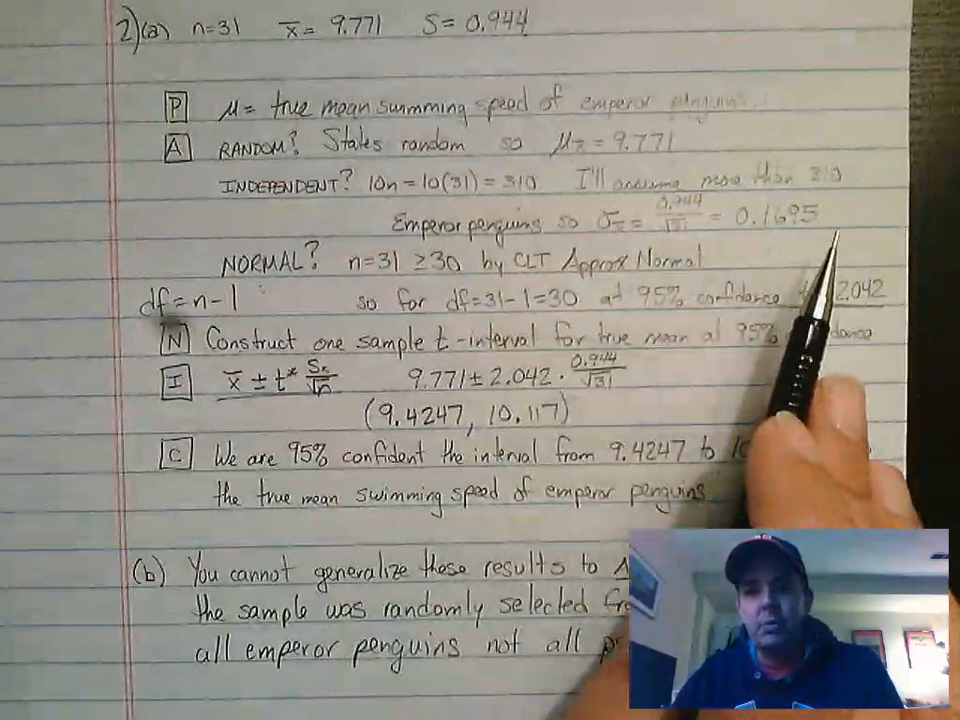 2)(a) n=31 x̄= 9.771 S= 0.944
P μ= true mean swimming speed of emperor penguins.
A RANDOM? States random so μx̄ = 9.771
INDEPENDENT? 10n=10(31)=310 I'll assume more than 310
Emperor penguins so σx̄ = 0.944/√31 = 0.1695
NORMAL? n=31 ≥30 by CLT Approx Normal
df=n-1 so for df=31-1=30 at 95% confidence 2.042
N Construct one sample t-interval for true mean at 95%
I x̄ ± t* Sx/√n 9.771 ± 2.042 · 0.944/√31
(9.4247, 10.117)
C We are 95% confident the interval from 9.4247 to
the true mean swimming speed of emperor penguins
(b) You cannot generalize these results to
the sample was randomly selected
all emperor penguins not all